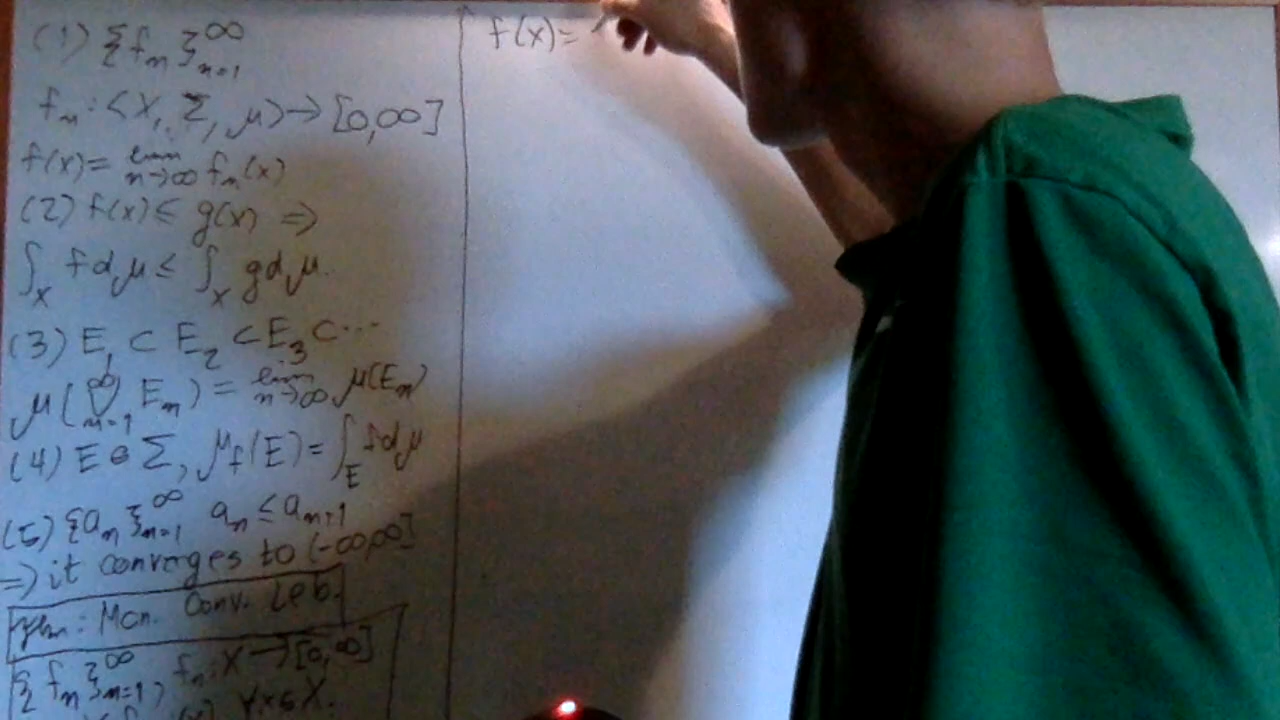 (1) {f_n}_{n=1}^∞
f_n : <X, Σ, μ> → [0,∞]
f(x) = lim_{n→∞} f_n(x)
(2) f(x) ≤ g(x) ⇒
∫_X f dμ ≤ ∫_X g dμ.
(3) E_1 ⊂ E_2 ⊂ E_3 ⊂ ···
μ(⋃_{n=1}^∞ E_n) = lim_{n→∞} μ(E_n)
(4) E ∈ Σ, μ_f(E) = ∫_E f dμ
(5) {a_n}_{n=1}^∞ a_n ≤ a_{n+1}
⇒ it converges to (-∞,∞]
Thm: Mon. Conv. Leb.
{f_n}_{n=1}^∞, f_n : X → [0,∞]
∀x∈X.
f(x) =